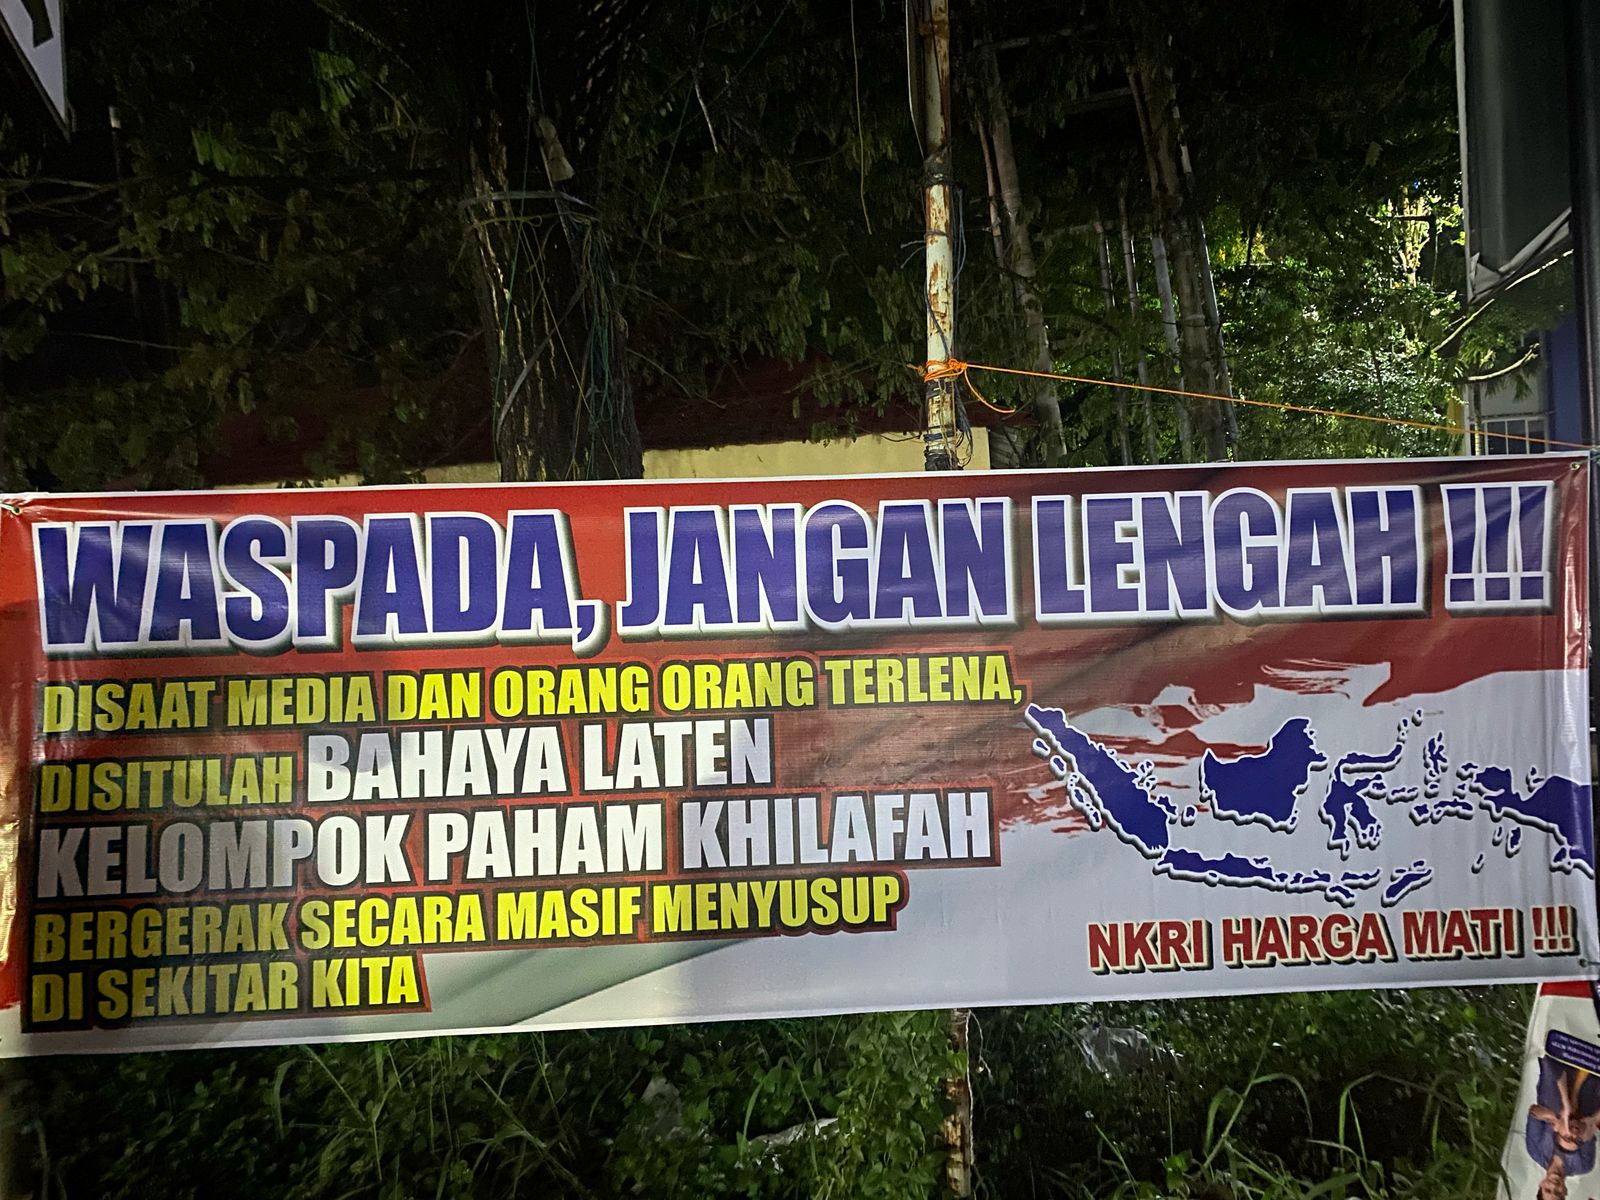 WASPADA, JANGAN LENGAH !!!
DISAAT MEDIA DAN ORANG ORANG TERLENA,
DISITULAH BAHAYA LATEN
KELOMPOK PAHAM KHILAFAH
BERGERAK SECARA MASIF MENYUSUP
DI SEKITAR KITA
NKRI HARGA MATI !!!